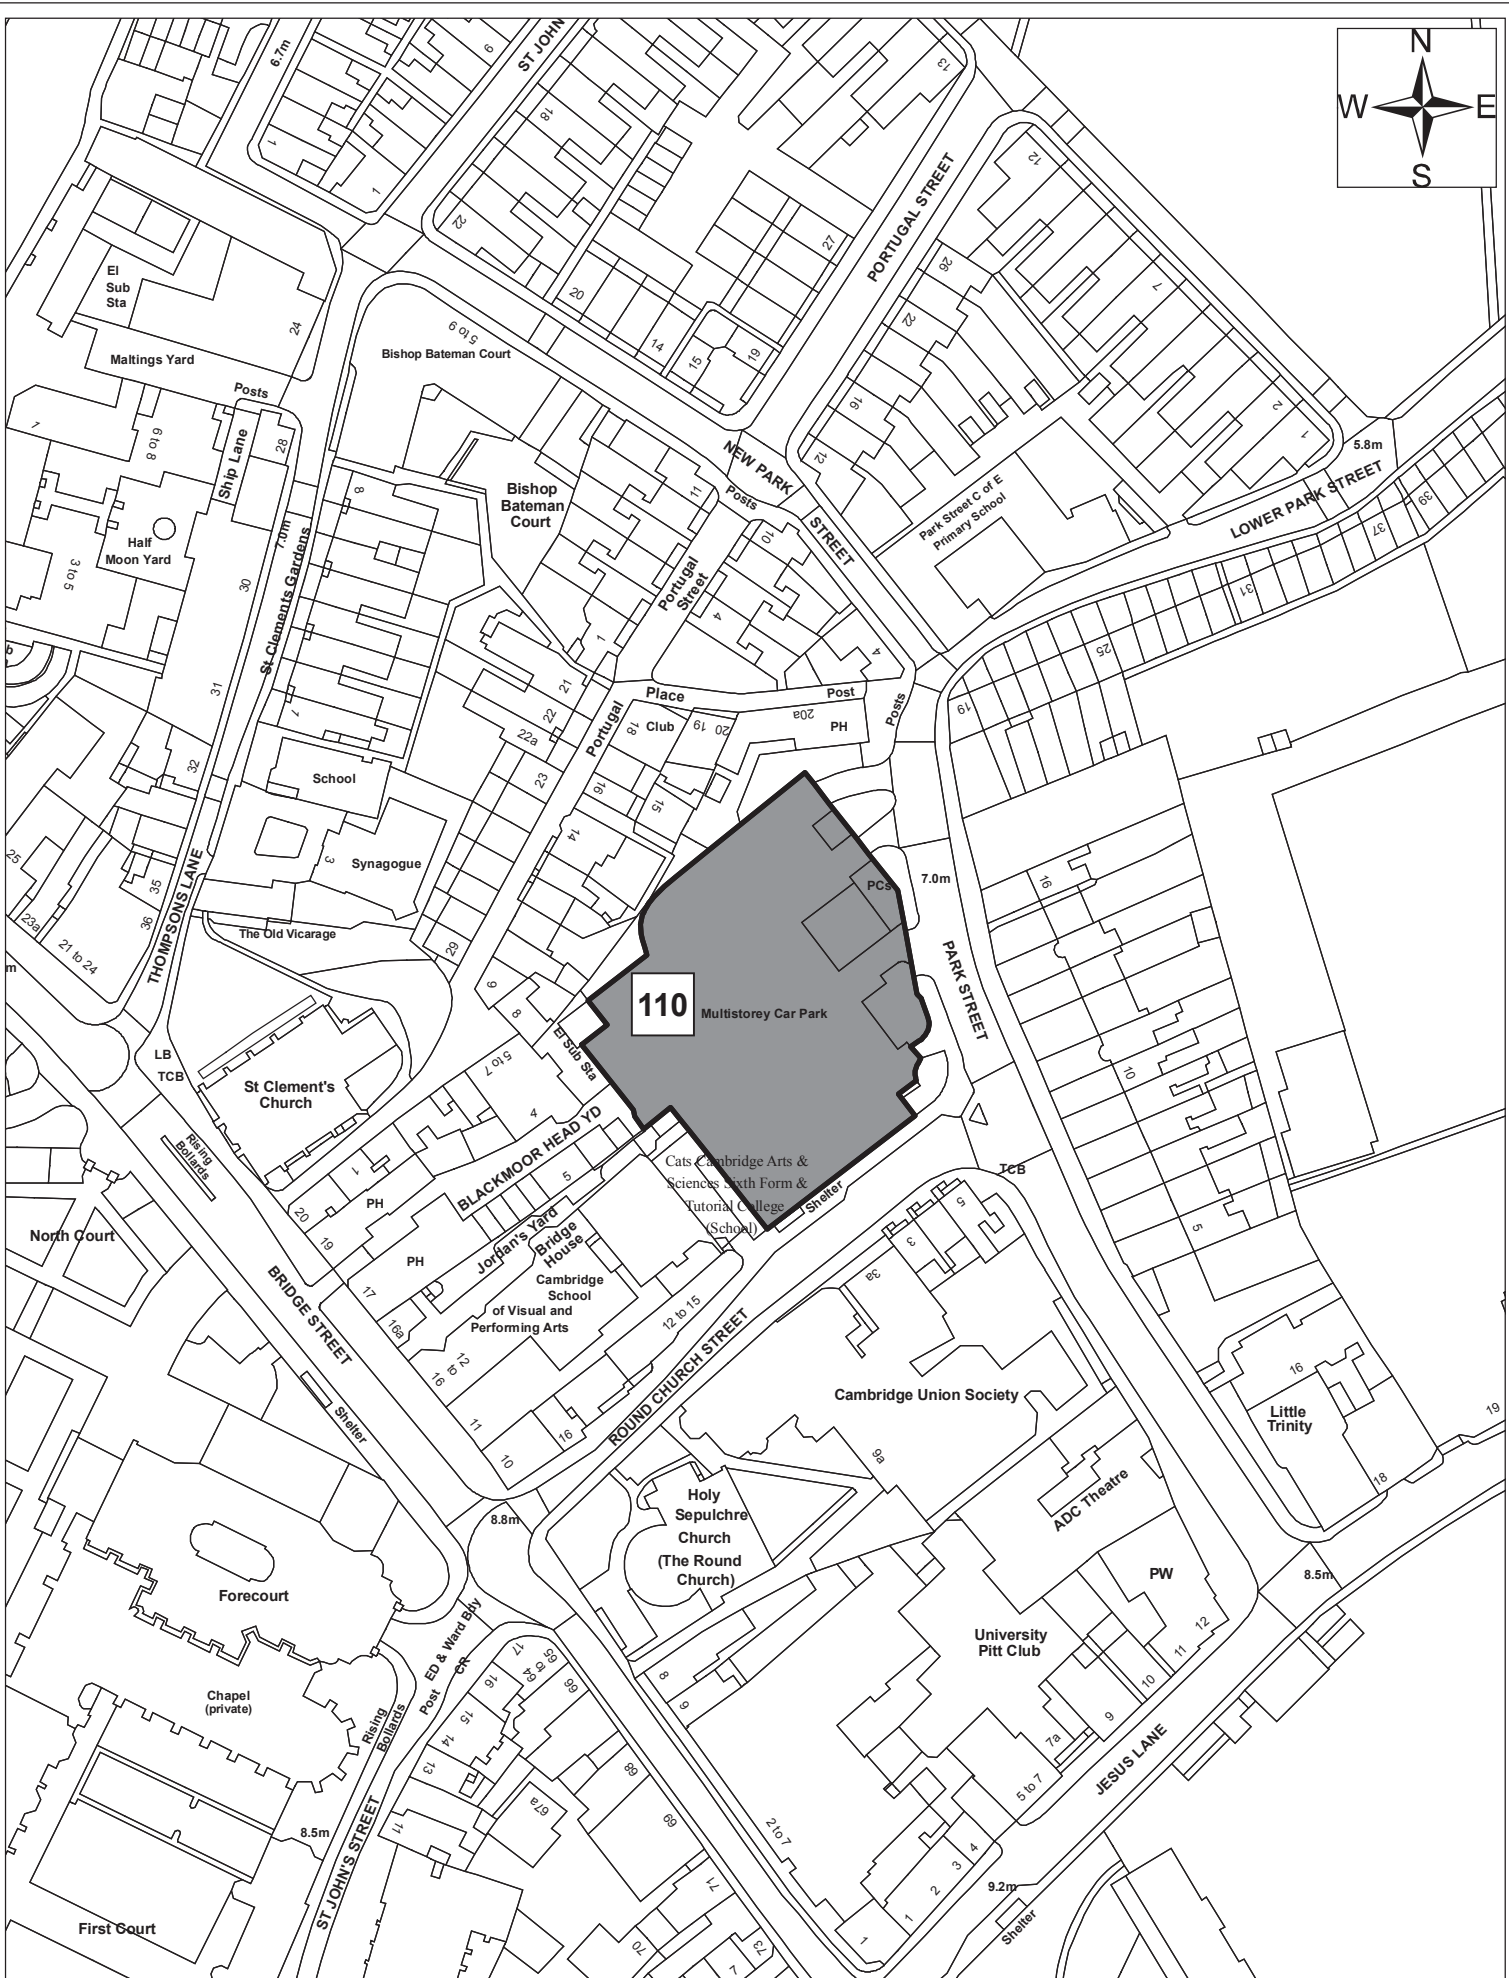 N
W
E
S
6.7m
9
ST JOHN
13
18
1
1
22
12
PORTUGAL STREET
27
26
7
22
El
Sub
Sta
24
20
14
15
19
5 to 9
Bishop Bateman Court
Maltings Yard
Posts
Ship Lane
28
6 to 8
16
2
1
5.8m
12
NEW PARK
STREET
Posts
11
10
Bishop
Bateman
Court
Park Street C of E
Primary School
LOWER PARK STREET
39
37
31
25
19
Half
Moon Yard
3 to 5
7.0m
8
30
St Clements Gardens
Portugal
Street
4
1
4
31
7
21
22
22a
23
Place
Post
Posts
Portugal
18
Club
19
20
20a
PH
32
School
16
15
14
3
Synagogue
25
35
36
23a
21 to 24
THOMPSONS LANE
The Old Vicarage
29
9
8
PCs
7.0m
16
PARK STREET
110
Multistorey Car Park
El Sub Sta
m
LB
TCB
St Clement's
Church
5 to 7
4
10
Rising
Bollards
1
PH
BLACKMOOR HEAD YD
5
Cats Cambridge Arts &
Sciences Sixth Form &
Tutorial College
(School)
Shelter
TCB
5
3
5
20
19
North Court
PH
17
Jordan's Yard
Bridge
House
3a
Cambridge
School
of Visual and
Performing Arts
16a
12
to
16
12 to 15
BRIDGE STREET
ROUND CHURCH STREET
Shelter
11
16
10
Cambridge Union Society
9a
16
Little
Trinity
19
18
Holy
Sepulchre
Church
(The Round
Church)
ADC Theatre
8.8m
PW
8.5m
Forecourt
ED & Ward Bdy
CR
Post
University
Pitt Club
12
11
10
9
7a
5 to 7
JESUS LANE
17
16
15
14
13
11
64
to
65
66
8
9
Chapel
(private)
Rising
Bollards
68
67a
69
2 to 7
8.5m
ST JOHN'S STREET
4
3
2
1
1
9.2m
Shelter
First Court
71
70
73
7